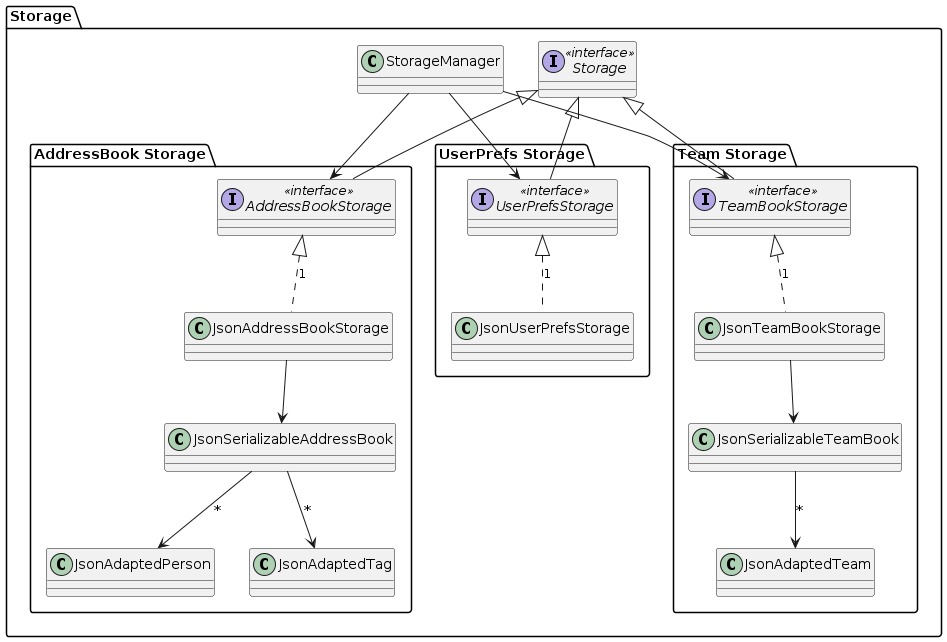 Storage
C StorageManager
I «interface»
Storage
AddressBook Storage
UserPrefs Storage
Team Storage
I «interface»
AddressBookStorage
I «interface»
UserPrefsStorage
I «interface»
TeamBookStorage
1
1
1
C JsonAddressBookStorage
C JsonUserPrefsStorage
C JsonTeamBookStorage
C JsonSerializableAddressBook
C JsonSerializableTeamBook
*
*
*
C JsonAdaptedPerson
C JsonAdaptedTag
C JsonAdaptedTeam